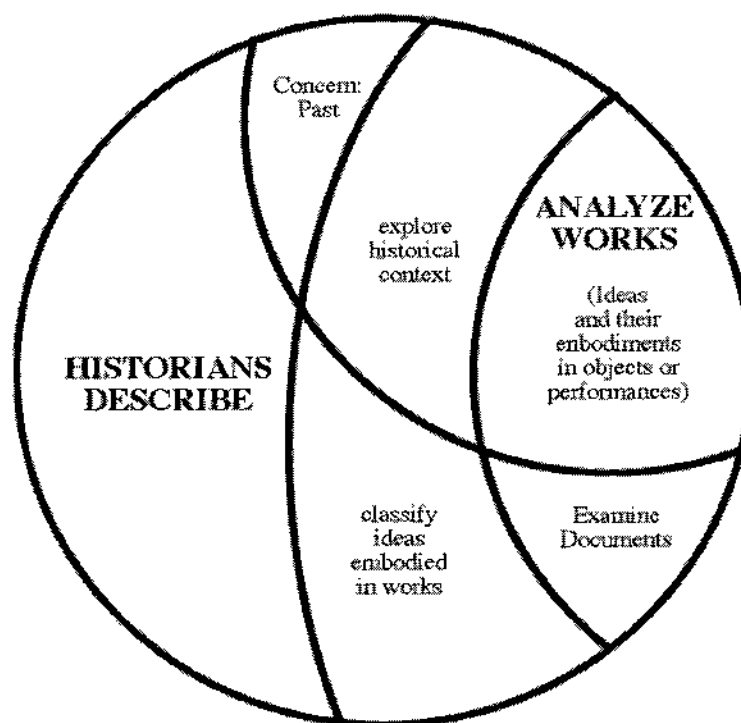 Concern:
Past
explore
historical
context
ANALYZE
WORKS
(Ideas
and their
enbodiments
in objects or
performances)
HISTORIANS
DESCRIBE
classify
ideas
embodied
in works
Examine
Documents